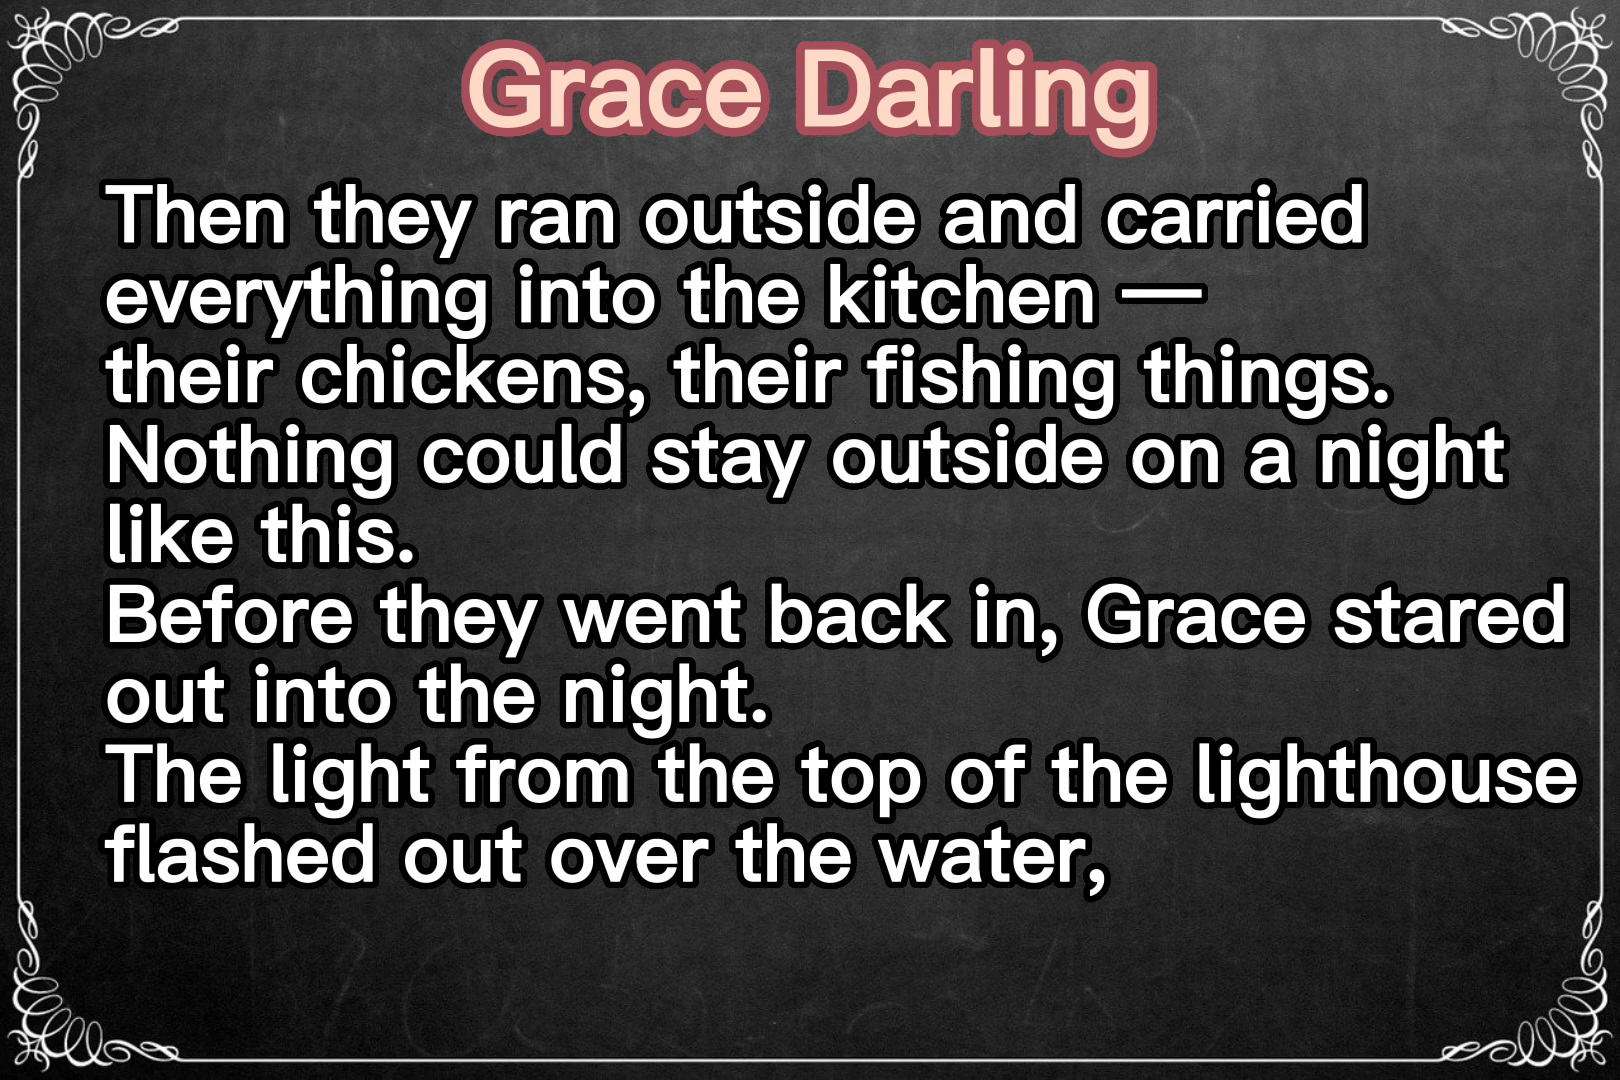 Grace Darling
Then they ran outside and carried
everything into the kitchen —
their chickens, their fishing things.
Nothing could stay outside on a night
like this.
Before they went back in, Grace stared
out into the night.
The light from the top of the lighthouse
flashed out over the water,